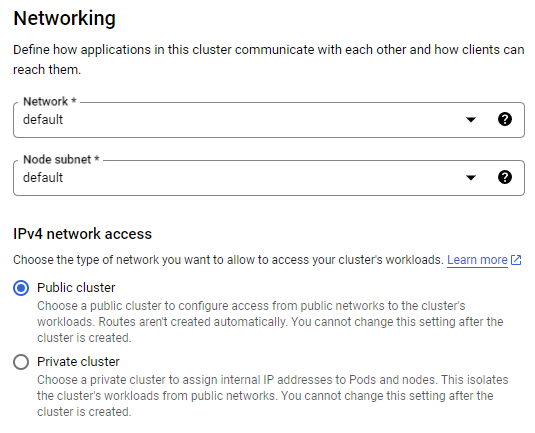 Networking
Define how applications in this cluster communicate with each other and how clients can
reach them.
Network *
default
Node subnet *
default
IPv4 network access
Choose the type of network you want to allow to access your cluster's workloads. Learn more
Public cluster
Choose a public cluster to configure access from public networks to the cluster's
workloads. Routes aren't created automatically. You cannot change this setting after the
cluster is created.
Private cluster
Choose a private cluster to assign internal IP addresses to Pods and nodes. This isolates
the cluster's workloads from public networks. You cannot change this setting after the
cluster is created.